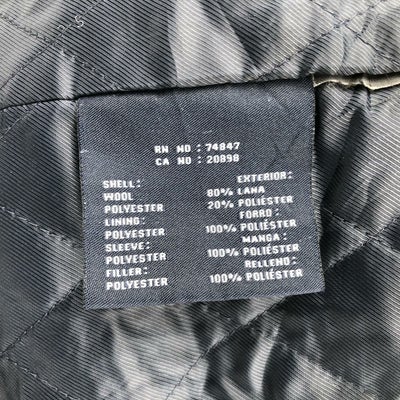 RN NO : 74847
CA NO : 20898
SHELL: EXTERIOR:
WOOL 80% LANA
POLYESTER 20% POLIÉSTER
LINING: FORRO:
POLYESTER 100% POLIÉSTER
SLEEVE: MANGA:
POLYESTER 100% POLIÉSTER
FILLER: RELLENO:
POLYESTER 100% POLIÉSTER